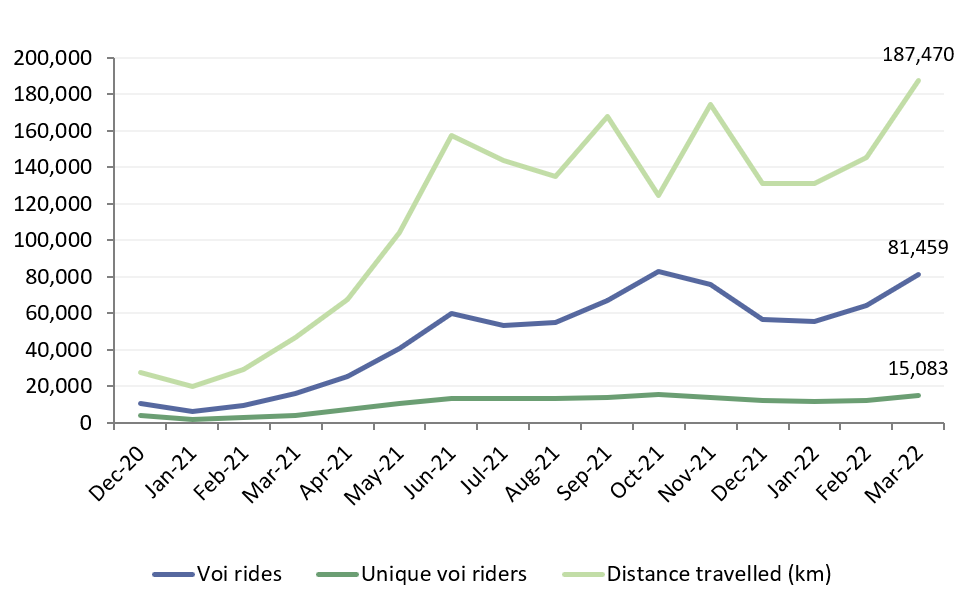 200,000
180,000
160,000
140,000
120,000
100,000
80,000
60,000
40,000
20,000
0
187,470
81,459
15,083
Dec-20
Jan-21
Feb-21
Mar-21
Apr-21
May-21
Jun-21
Jul-21
Aug-21
Sep-21
Oct-21
Nov-21
Dec-21
Jan-22
Feb-22
Mar-22
Voi rides
Unique voi riders
Distance travelled (km)